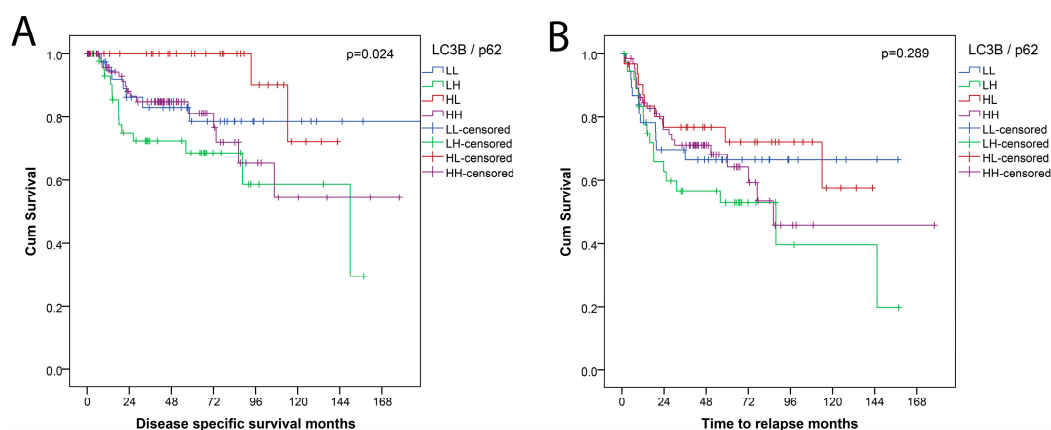 A
p=0.024
LC3B / p62
LL
LH
HL
HH
LL-censored
LH-censored
HL-censored
HH-censored
Cum Survival
1.0
0.8
0.6
0.4
0.2
0.0
0 24 48 72 96 120 144 168
Disease specific survival months
B
p=0.289
LC3B / p62
LL
LH
HL
HH
LL-censored
LH-censored
HL-censored
HH-censored
Cum Survival
1.0
0.8
0.6
0.4
0.2
0.0
0 24 48 72 96 120 144 168
Time to relapse months